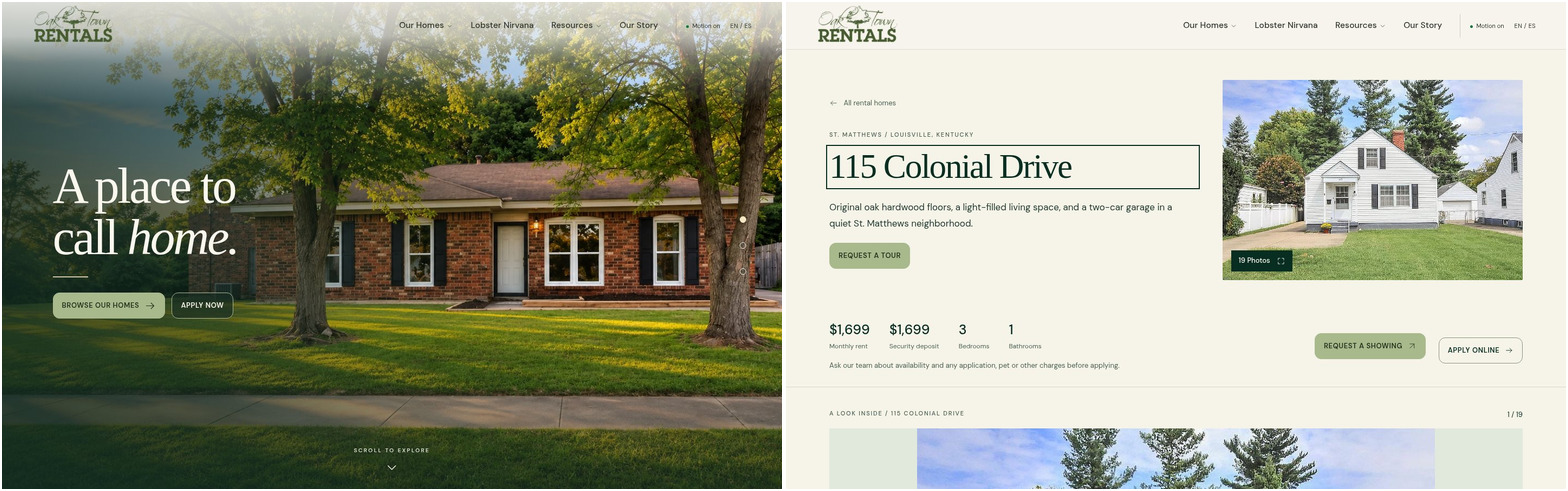 Oak Town
RENTALS
Our Homes
Lobster Nirvana
Resources
Our Story
Motion on
EN / ES
A place to
call home.
BROWSE OUR HOMES
APPLY NOW
SCROLL TO EXPLORE
Oak Town
RENTALS
Our Homes
Lobster Nirvana
Resources
Our Story
Motion on
EN / ES
← All rental homes
ST. MATTHEWS / LOUISVILLE, KENTUCKY
115 Colonial Drive
Original oak hardwood floors, a light-filled living space, and a two-car garage in a
quiet St. Matthews neighborhood.
REQUEST A TOUR
19 Photos
$1,699
Monthly rent
$1,699
Security deposit
3
Bedrooms
1
Bathrooms
Ask our team about availability and any application, pet or other charges before applying.
REQUEST A SHOWING
APPLY ONLINE
A LOOK INSIDE / 115 COLONIAL DRIVE
1 / 19